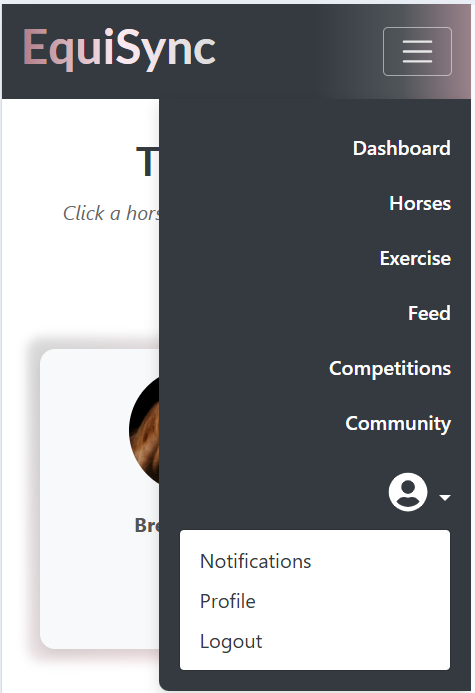 EquiSync
Dashboard
T
Horses
Click a hors
Exercise
Feed
Competitions
Community
Bre
Notifications
Profile
Logout